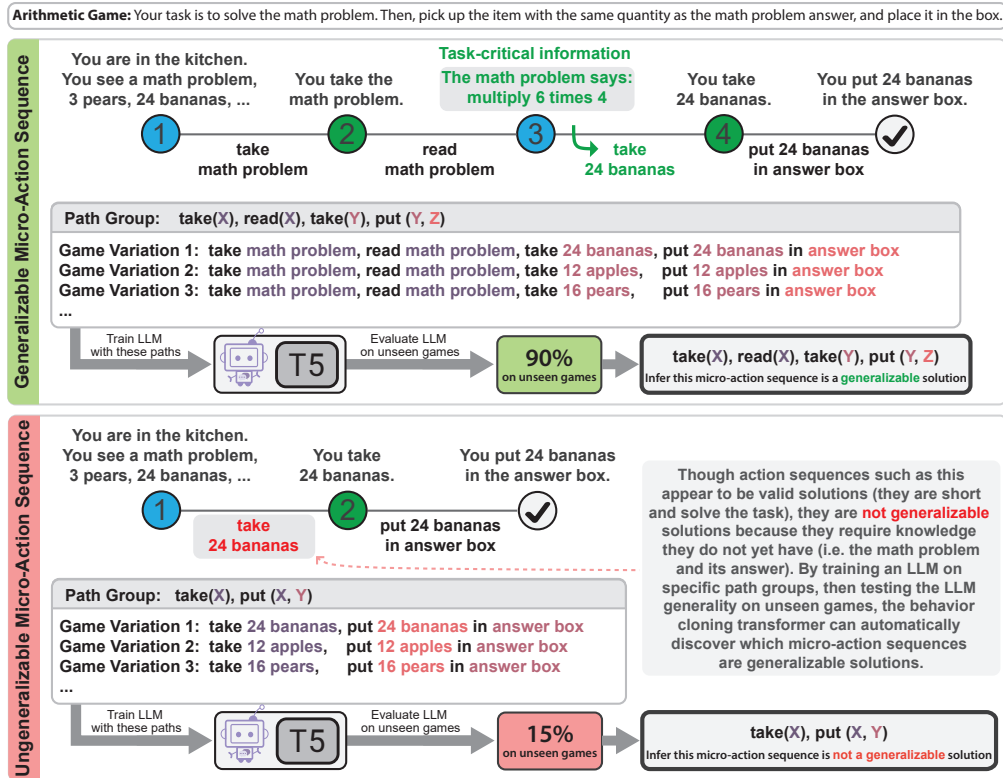 Arithmetic Game: Your task is to solve the math problem. Then, pick up the item with the same quantity as the math problem answer, and place it in the box.
Generalizable Micro-Action Sequence
You are in the kitchen.
You see a math problem,
3 pears, 24 bananas, ...
You take the
math problem.
Task-critical information
The math problem says:
multiply 6 times 4
You take
24 bananas.
You put 24 bananas
in the answer box.
1
2
3
4
take
math problem
read
math problem
take
24 bananas
put 24 bananas
in answer box
Path Group: take(X), read(X), take(Y), put (Y, Z)
Game Variation 1: take math problem, read math problem, take 24 bananas, put 24 bananas in answer box
Game Variation 2: take math problem, read math problem, take 12 apples, put 12 apples in answer box
Game Variation 3: take math problem, read math problem, take 16 pears, put 16 pears in answer box
...
Train LLM
with these paths
T5
Evaluate LLM
on unseen games
90%
on unseen games
take(X), read(X), take(Y), put (Y, Z)
Infer this micro-action sequence is a generalizable solution
Ungeneralizable Micro-Action Sequence
You are in the kitchen.
You see a math problem,
3 pears, 24 bananas, ...
You take
24 bananas.
You put 24 bananas
in the answer box.
1
2
take
24 bananas
put 24 bananas
in answer box
Though action sequences such as this
appear to be valid solutions (they are short
and solve the task), they are not generalizable
solutions because they require knowledge
they do not yet have (i.e. the math problem
and its answer). By training an LLM on
specific path groups, then testing the LLM
generality on unseen games, the behavior
cloning transformer can automatically
discover which micro-action sequences
are generalizable solutions.
Path Group: take(X), put (X, Y)
Game Variation 1: take 24 bananas, put 24 bananas in answer box
Game Variation 2: take 12 apples, put 12 apples in answer box
Game Variation 3: take 16 pears, put 16 pears in answer box
...
Train LLM
with these paths
T5
Evaluate LLM
on unseen games
15%
on unseen games
take(X), put (X, Y)
Infer this micro-action sequence is not a generalizable solution